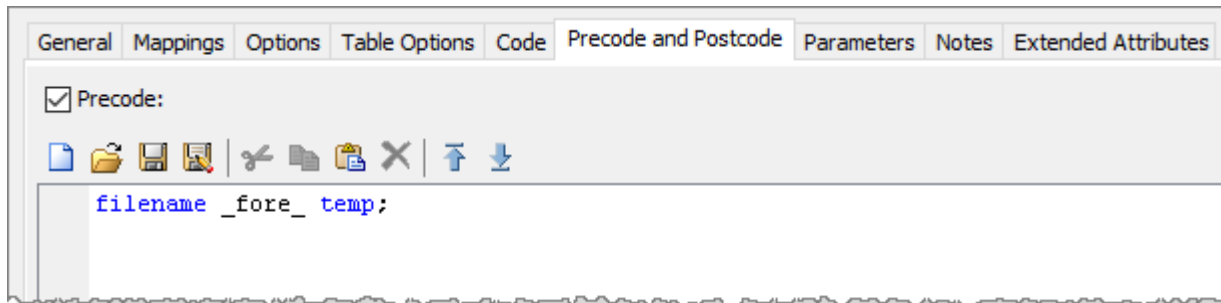 General Mappings Options Table Options Code Precode and Postcode Parameters Notes Extended Attributes
Precode:
filename _fore_ temp;